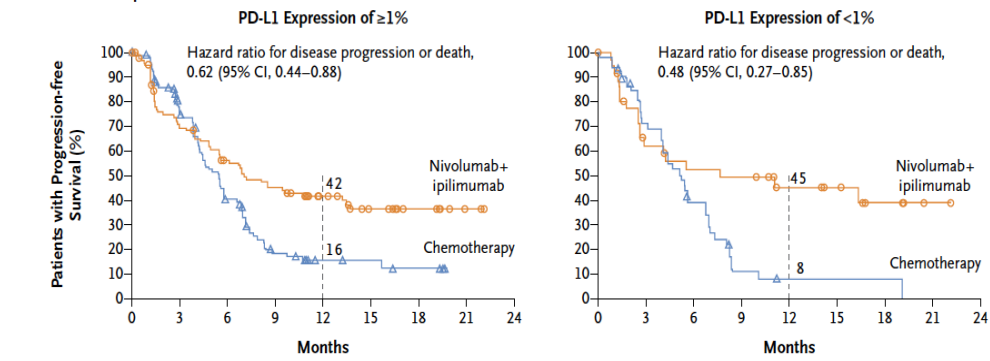 PD-L1 Expression of ≥1%
Hazard ratio for disease progression or death,
0.62 (95% CI, 0.44–0.88)
Patients with Progression-free
Survival (%)
100
90
80
70
60
50
40
30
20
10
0
42
16
Nivolumab+
ipilimumab
Chemotherapy
0 3 6 9 12 15 18 21 24
Months
PD-L1 Expression of <1%
Hazard ratio for disease progression or death,
0.48 (95% CI, 0.27–0.85)
100
90
80
70
60
50
40
30
20
10
0
45
8
Nivolumab+
ipilimumab
Chemotherapy
0 3 6 9 12 15 18 21 24
Months